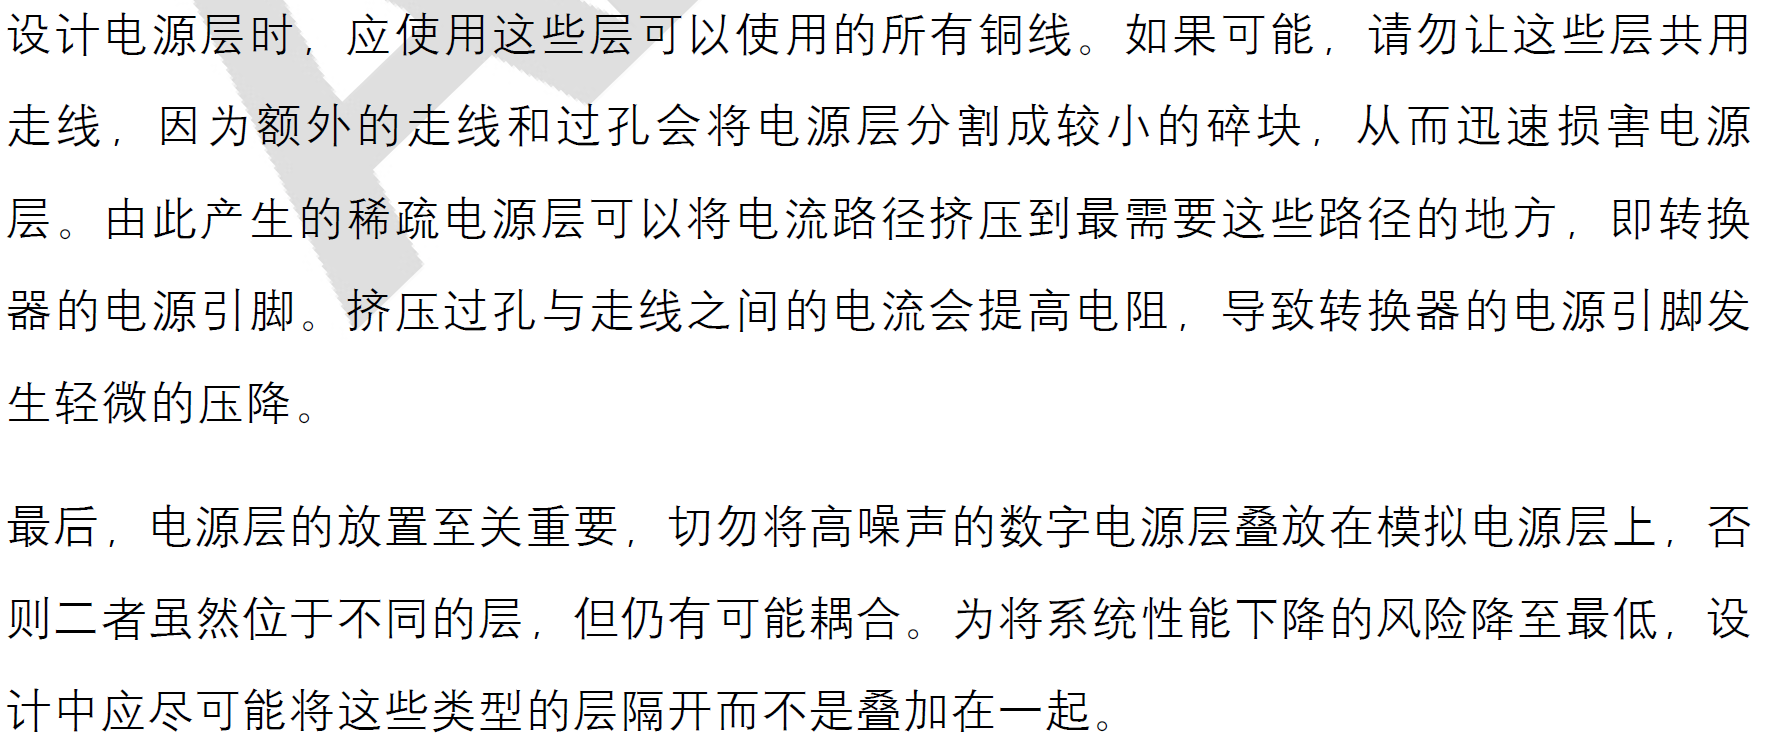 设计电源层时，应使用这些层可以使用的所有铜线。如果可能，请勿让这些层共用
走线，因为额外的走线和过孔会将电源层分割成较小的碎块，从而迅速损害电源
层。由此产生的稀疏电源层可以将电流路径挤压到最需要这些路径的地方，即转换
器的电源引脚。挤压过孔与走线之间的电流会提高电阻，导致转换器的电源引脚发
生轻微的压降。
最后，电源层的放置至关重要，切勿将高噪声的数字电源层叠放在模拟电源层上，否
则二者虽然位于不同的层，但仍有可能耦合。为将系统性能下降的风险降至最低，设
计中应尽可能将这些类型的层隔开而不是叠加在一起。